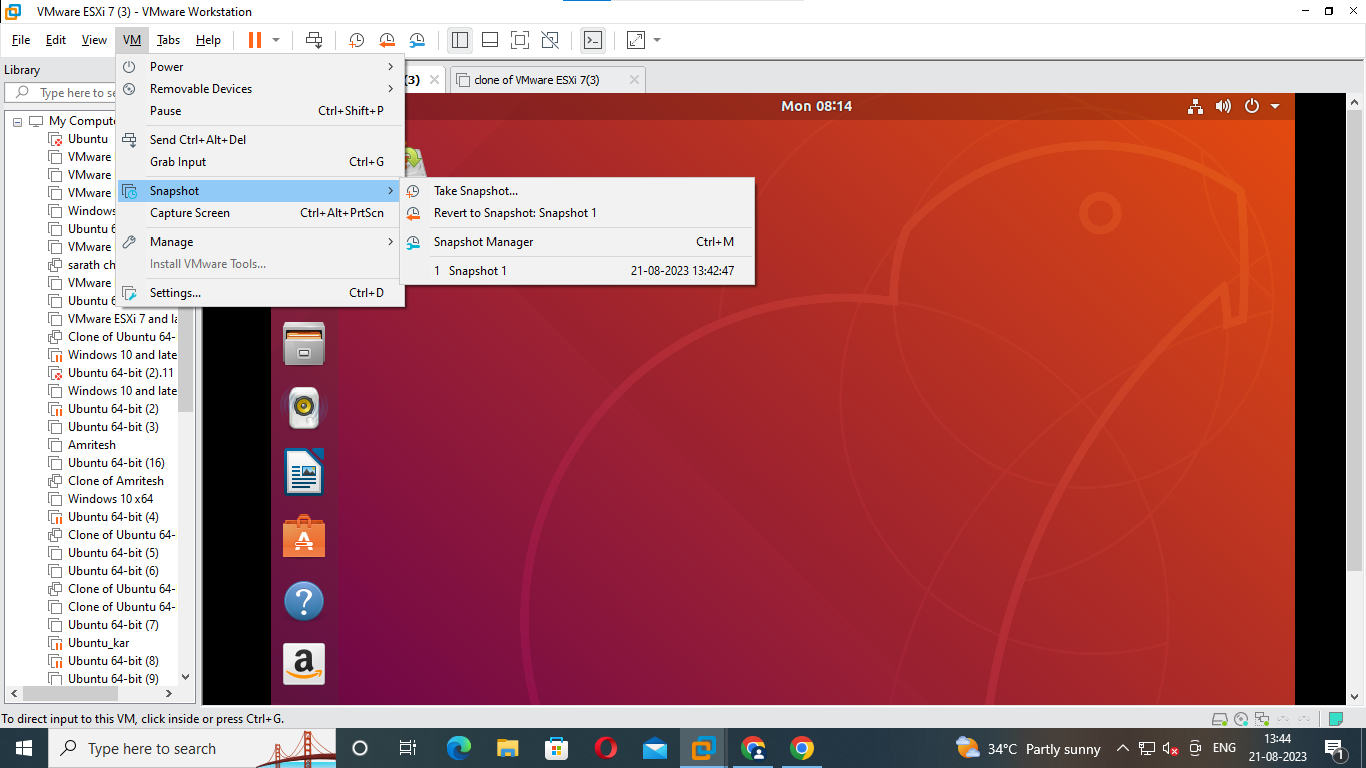 VMware ESXi 7 (3) - VMware Workstation
File Edit View VM Tabs Help
Library
Type here to se
(3)
clone of VMware ESXi 7(3)
My Compute
Ubuntu
VMware
VMware
VMware
Windows
Ubuntu 6
VMware
sarath ch
VMware
Ubuntu 6
VMware ESXi 7 and la
Clone of Ubuntu 64-
Windows 10 and late
Ubuntu 64-bit (2).11
Windows 10 and late
Ubuntu 64-bit (2)
Ubuntu 64-bit (3)
Amritesh
Ubuntu 64-bit (16)
Clone of Amritesh
Windows 10 x64
Ubuntu 64-bit (4)
Clone of Ubuntu 64-
Ubuntu 64-bit (5)
Ubuntu 64-bit (6)
Clone of Ubuntu 64-
Clone of Ubuntu 64-
Ubuntu 64-bit (7)
Ubuntu_kar
Ubuntu 64-bit (8)
Ubuntu 64-bit (9)
Power
Removable Devices
Pause Ctrl+Shift+P
Send Ctrl+Alt+Del
Grab Input Ctrl+G
Snapshot
Capture Screen Ctrl+Alt+PrtScn
Manage
Install VMware Tools...
Settings... Ctrl+D
Take Snapshot...
Revert to Snapshot: Snapshot 1
Snapshot Manager Ctrl+M
1 Snapshot 1 21-08-2023 13:42:47
Mon 08:14
A
?
a
To direct input to this VM, click inside or press Ctrl+G.
Type here to search
34°C Partly sunny
ENG
13:44
21-08-2023
1